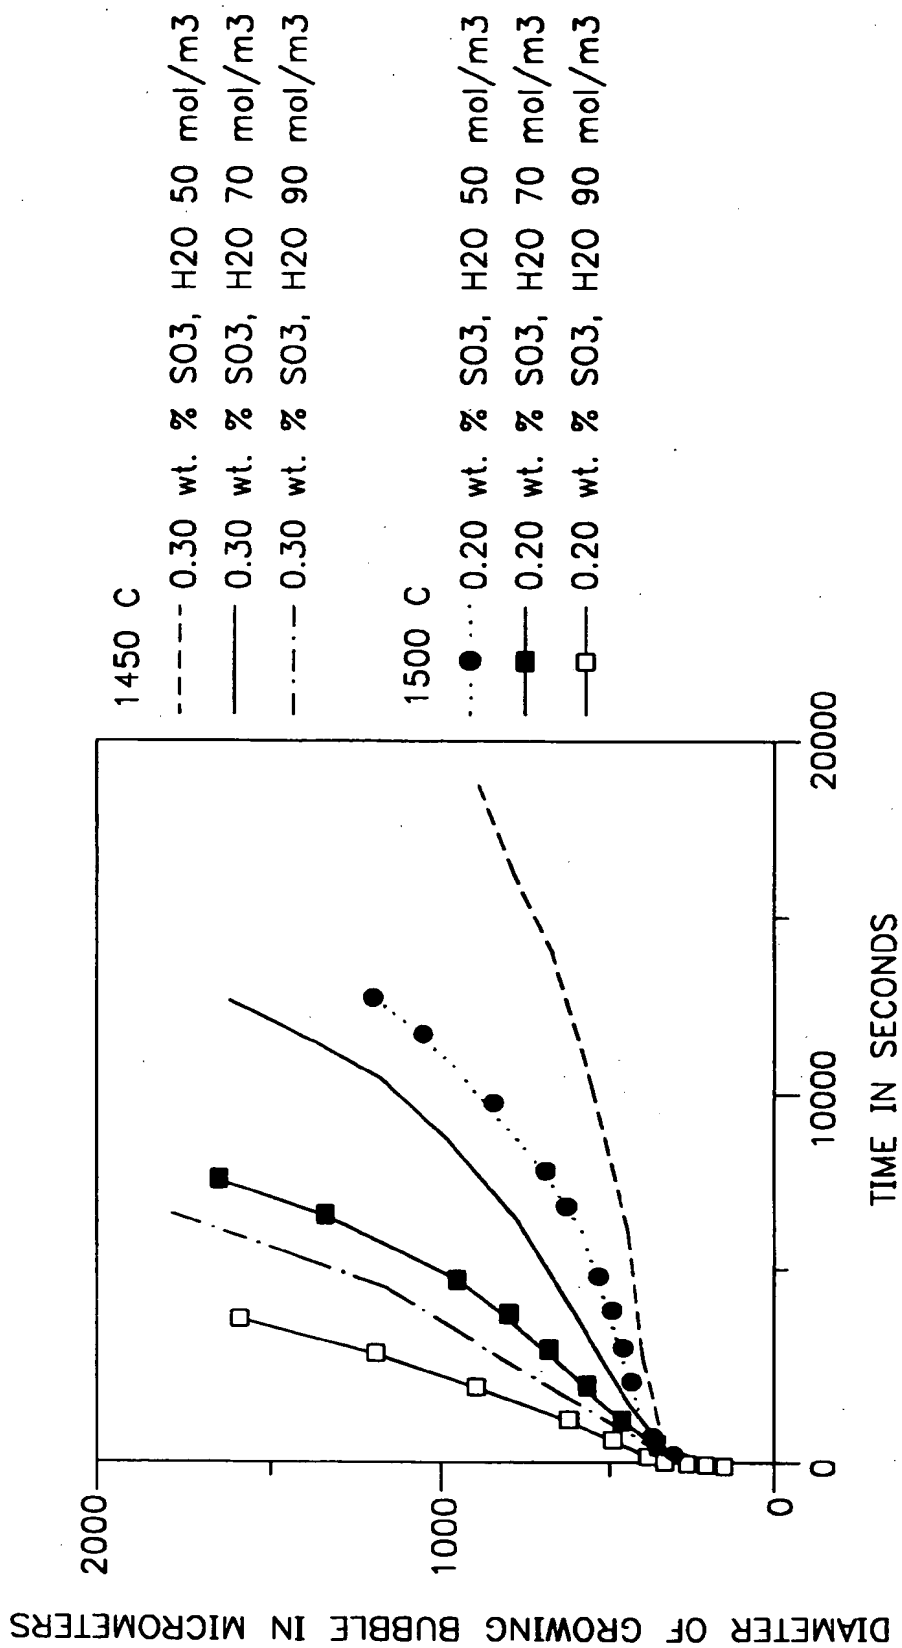 DIAMETER OF GROWING BUBBLE IN MICROMETERS
2000
1000
0
0
10000
20000
TIME IN SECONDS
1450 C
0.30 wt. % SO3, H2O 50 mol/m3
0.30 wt. % SO3, H2O 70 mol/m3
0.30 wt. % SO3, H2O 90 mol/m3
1500 C
0.20 wt. % SO3, H2O 50 mol/m3
0.20 wt. % SO3, H2O 70 mol/m3
0.20 wt. % SO3, H2O 90 mol/m3